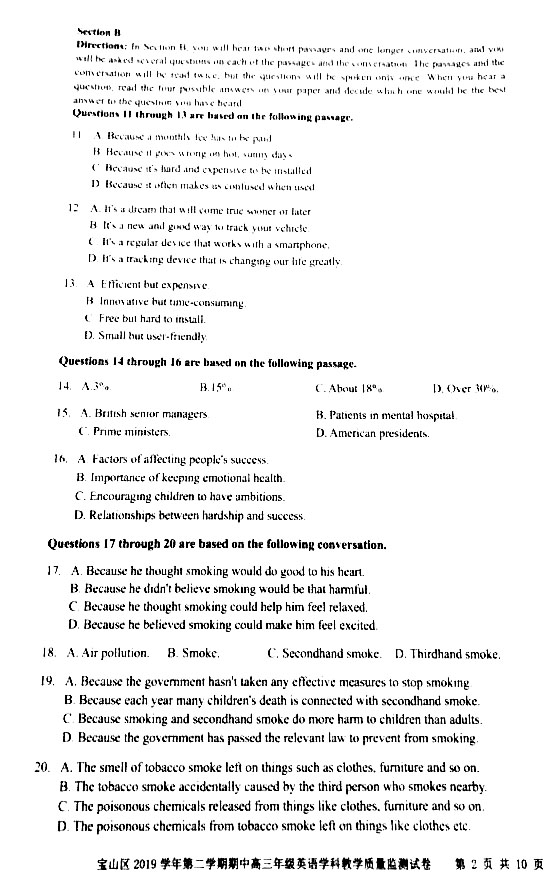 Section B
Directions: In Section B, you will hear two short passages and one longer conversation, and you
will be asked several questions on each of the passages and the conversation. The passages and the
conversation will be read twice, but the questions will be spoken only once. When you hear a
question, read the four possible answers on your paper and decide which one would be the best
answer to the question you have heard
Questions 11 through 13 are based on the following passage.
11 A. Because a monthly fee has to be paid
B Because it goes wrong on hot, sunny days
C Because it's hard and expensive to be installed
D Because it often makes us confused when used
12 A. It's a dream that will come true sooner or later
B It's a new and good way to track your vehicle.
C It's a regular device that works with a smartphone.
D. It's a tracking device that is changing our life greatly.
13. A Efficient but expensive.
B Innovative but time-consuming.
C Free but hard to install.
D. Small but user-friendly.
Questions 14 through 16 are based on the following passage.
14. A.3%. B.15%. C. About 18%. D. Over 30%.
15. A. British senior managers. B. Patients in mental hospital.
C. Prime ministers. D. American presidents.
16. A Factors of affecting people's success.
B. Importance of keeping emotional health.
C. Encouraging children to have ambitions.
D. Relationships between hardship and success.
Questions 17 through 20 are based on the following conversation.
17. A. Because he thought smoking would do good to his heart.
B. Because he didn't believe smoking would be that harmful.
C. Because he thought smoking could help him feel relaxed.
D. Because he believed smoking could make him feel excited.
18. A. Air pollution. B. Smoke. C. Secondhand smoke. D. Thirdhand smoke.
19. A. Because the government hasn't taken any effective measures to stop smoking
B. Because each year many children's death is connected with secondhand smoke.
C. Because smoking and secondhand smoke do more harm to children than adults.
D. Because the government has passed the relevant law to prevent from smoking.
20. A. The smell of tobacco smoke left on things such as clothes, furniture and so on.
B. The tobacco smoke accidentally caused by the third person who smokes nearby.
C. The poisonous chemicals released from things like clothes, furniture and so on.
D. The poisonous chemicals from tobacco smoke left on things like clothes etc.
宝山区 2019 学年第二学期期中高三年级英语学科教学质量监测试卷 第 2 页 共 10 页